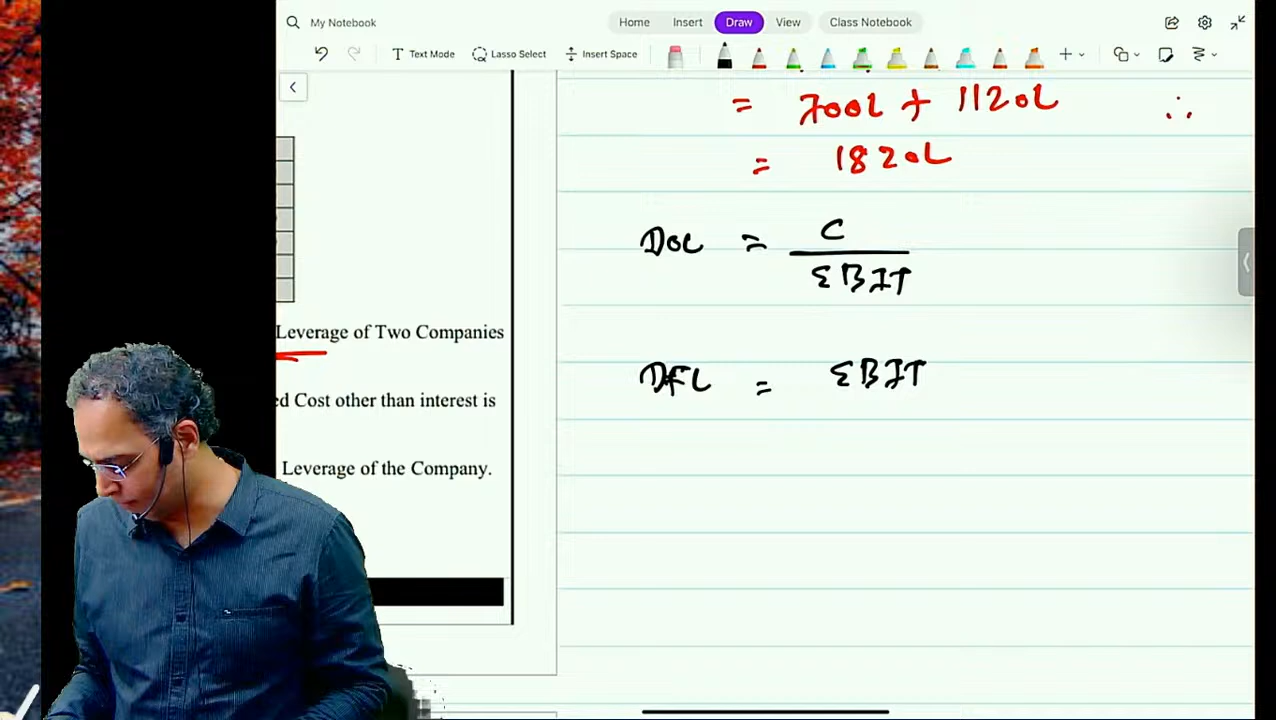 My Notebook
Home Insert Draw View Class Notebook
Text Mode Lasso Select Insert Space
= 700L + 1120L ∴
= 1820L
DOL = C
EBIT
Leverage of Two Companies
DFL = EBIT
ed Cost other than interest is
Leverage of the Company.